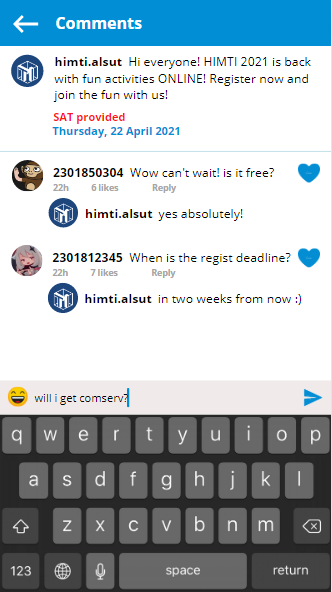 Comments
himti.alsut Hi everyone! HIMTI 2021 is back
with fun activities ONLINE! Register now and
join the fun with us!
SAT provided
Thursday, 22 April 2021
2301850304 Wow can't wait! is it free?
22h 6 likes Reply
himti.alsut yes absolutely!
2301812345 When is the regist deadline?
22h 7 likes Reply
himti.alsut in two weeks from now :)
will i get comserv?
q w e r t y u i o p
a s d f g h j k l
z x c v b n m
123 space return